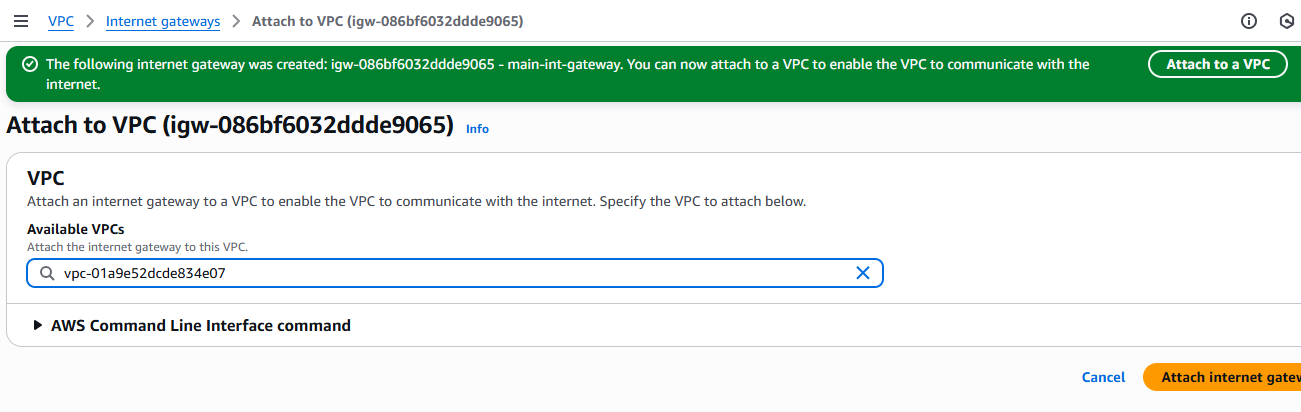 VPC > Internet gateways > Attach to VPC (igw-086bf6032ddde9065)
The following internet gateway was created: igw-086bf6032ddde9065 - main-int-gateway. You can now attach to a VPC to enable the VPC to communicate with the
internet.
Attach to a VPC
Attach to VPC (igw-086bf6032ddde9065) Info
VPC
Attach an internet gateway to a VPC to enable the VPC to communicate with the internet. Specify the VPC to attach below.
Available VPCs
Attach the internet gateway to this VPC.
vpc-01a9e52dcde834e07
AWS Command Line Interface command
Cancel
Attach internet gatew